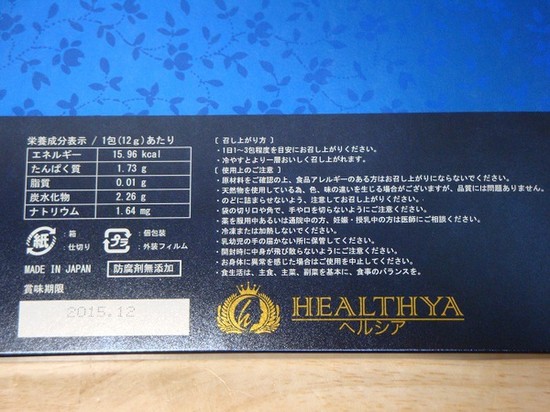 栄養成分表示 / 1包(12g)あたり
エネルギー 15.96 kcal
たんぱく質 1.73 g
脂質 0.01 g
炭水化物 2.26 g
ナトリウム 1.64 mg
紙 : 箱 : 仕切り
プラ : 個包装 : 外装フィルム
MADE IN JAPAN 防腐剤無添加
賞味期限
2015.12
[ 召し上がり方 ]
・1日1〜3包程度を目安にお召し上がりください。
・冷やすとより一層おいしく召し上がれます。
[ 使用上のご注意 ]
・原材料をご確認の上、食品アレルギーのある方はお召し上がりにならないでください。
・天然物を使用している為、色、味の違いを生じる場合がございますが、品質には問題ありません。
・のどに詰まらせないよう、注意してお召し上がりください。
・袋の切り口や角で、手や口を切らないようにご注意ください。
・薬を服用中あるいは通院中の方、妊娠・授乳中の方は医師にご相談ください。
・冷凍または加熱しないでください。
・乳幼児の手の届かない所に保管してください。
・開封時に中身が飛び散らないようにご注意ください。
・お身体に異常を感じた場合はご使用を中止してください。
・食生活は、主食、主菜、副菜を基本に、食事のバランスを。
h HEALTHYA
ヘルシア